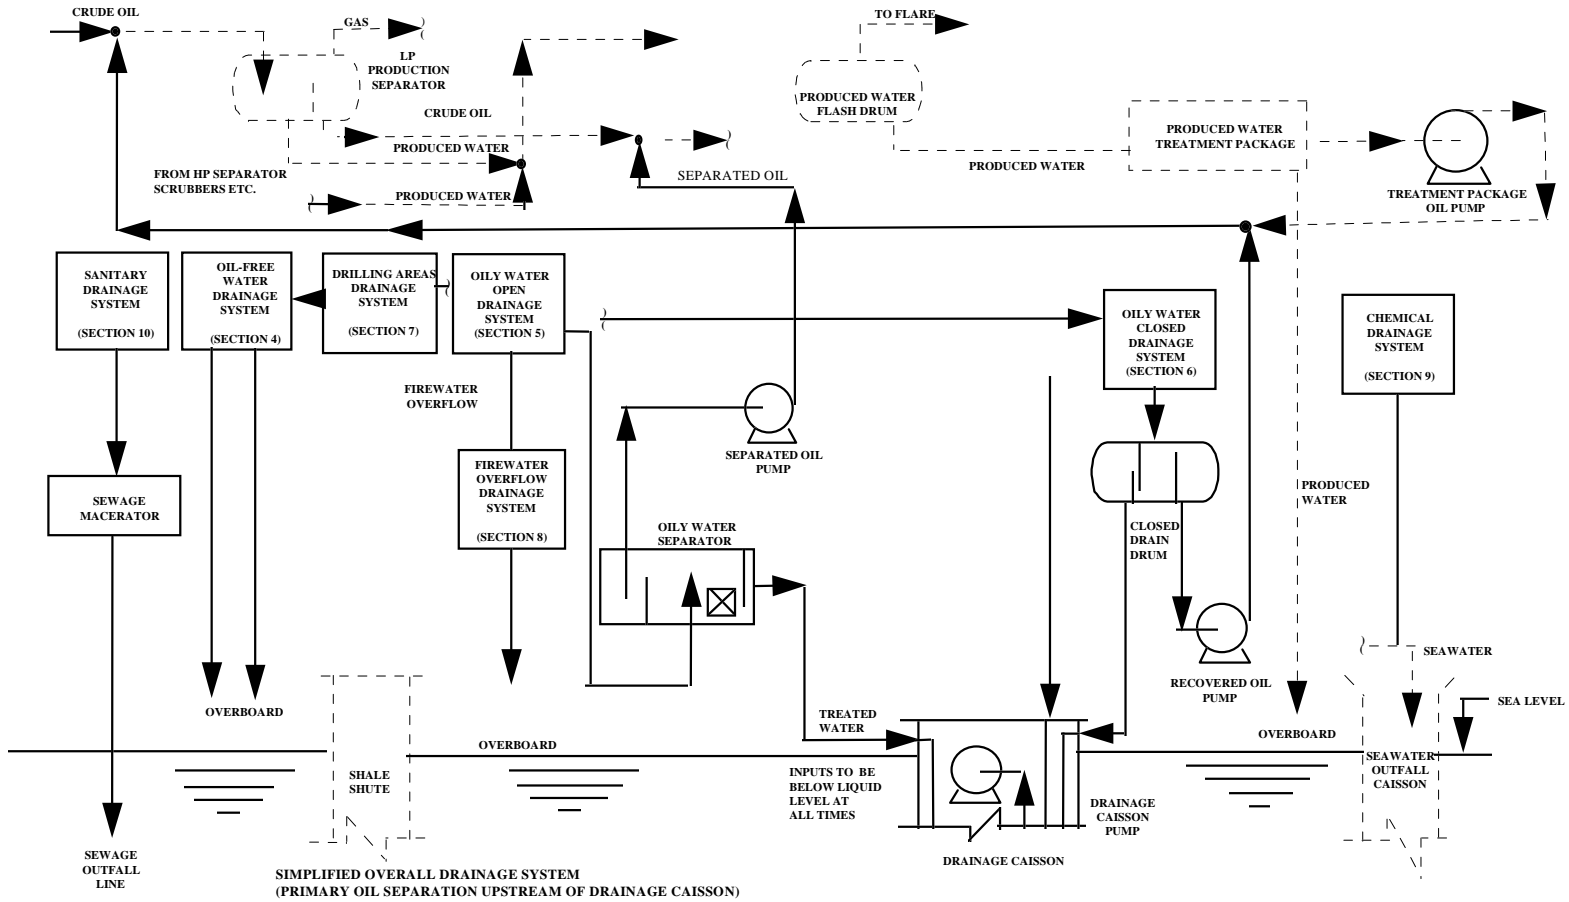 CRUDE OIL
GAS
LP
PRODUCTION
SEPARATOR
CRUDE OIL
PRODUCED WATER
FROM HP SEPARATOR
SCRUBBERS ETC.
PRODUCED WATER
SEPARATED OIL
TO FLARE
PRODUCED WATER
FLASH DRUM
PRODUCED WATER
PRODUCED WATER
TREATMENT PACKAGE
TREATMENT PACKAGE
OIL PUMP
SANITARY
DRAINAGE
SYSTEM
(SECTION 10)
OIL-FREE
WATER
DRAINAGE
SYSTEM
(SECTION 4)
DRILLING AREAS
DRAINAGE
SYSTEM
(SECTION 7)
OILY WATER
OPEN
DRAINAGE
SYSTEM
(SECTION 5)
OILY WATER
CLOSED
DRAINAGE
SYSTEM
(SECTION 6)
CHEMICAL
DRAINAGE
SYSTEM
(SECTION 9)
FIREWATER
OVERFLOW
SEPARATED OIL
PUMP
FIREWATER
OVERFLOW
DRAINAGE
SYSTEM
(SECTION 8)
SEWAGE
MACERATOR
OILY WATER
SEPARATOR
CLOSED
DRAIN
DRUM
PRODUCED
WATER
RECOVERED OIL
PUMP
SEAWATER
SEA LEVEL
OVERBOARD
TREATED
WATER
OVERBOARD
OVERBOARD
SHALE
SHUTE
INPUTS TO BE
BELOW LIQUID
LEVEL AT
ALL TIMES
DRAINAGE
CAISSON
PUMP
SEAWATER
OUTFALL
CAISSON
DRAINAGE CAISSON
SEWAGE
OUTFALL
LINE
SIMPLIFIED OVERALL DRAINAGE SYSTEM
(PRIMARY OIL SEPARATION UPSTREAM OF DRAINAGE CAISSON)